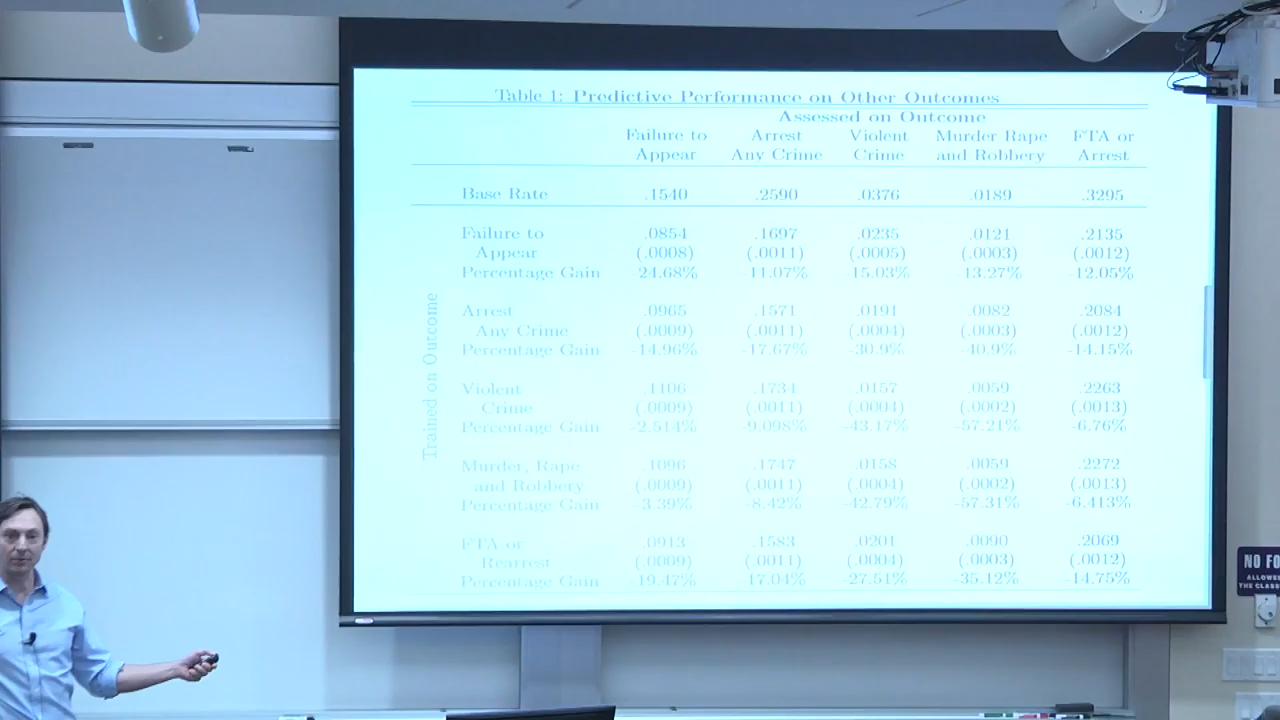 Table 1: Predictive Performance on Other Outcomes
Assessed on Outcome
Failure to Arrest Violent Murder Rape FTA or
Appear Any Crime Crime and Robbery Arrest
Base Rate .1540 .2590 .0376 .0189 .3295
Trained on Outcome
Failure to .0854 .1697 .0235 .0121 .2135
Appear (.0008) (.0011) (.0005) (.0003) (.0012)
Percentage Gain -24.68% -11.07% -15.03% -13.27% -12.05%
Arrest .0965 .1571 .0191 .0082 .2084
Any Crime (.0009) (.0011) (.0004) (.0003) (.0012)
Percentage Gain -14.96% -17.67% -30.9% -40.9% -14.15%
Violent .1106 .1734 .0157 .0059 .2263
Crime (.0009) (.0011) (.0004) (.0002) (.0013)
Percentage Gain -2.514% -9.098% -43.17% -57.21% -6.76%
Murder, Rape .1096 .1747 .0158 .0059 .2272
and Robbery (.0009) (.0011) (.0004) (.0002) (.0013)
Percentage Gain -3.39% -8.42% -42.79% -57.31% -6.413%
FTA or .0913 .1583 .0201 .0090 .2069
Rearrest (.0009) (.0011) (.0004) (.0003) (.0012)
Percentage Gain -19.47% -17.04% -27.51% -35.12% -14.75%
NO FO
ALLOWE
THE CLASS